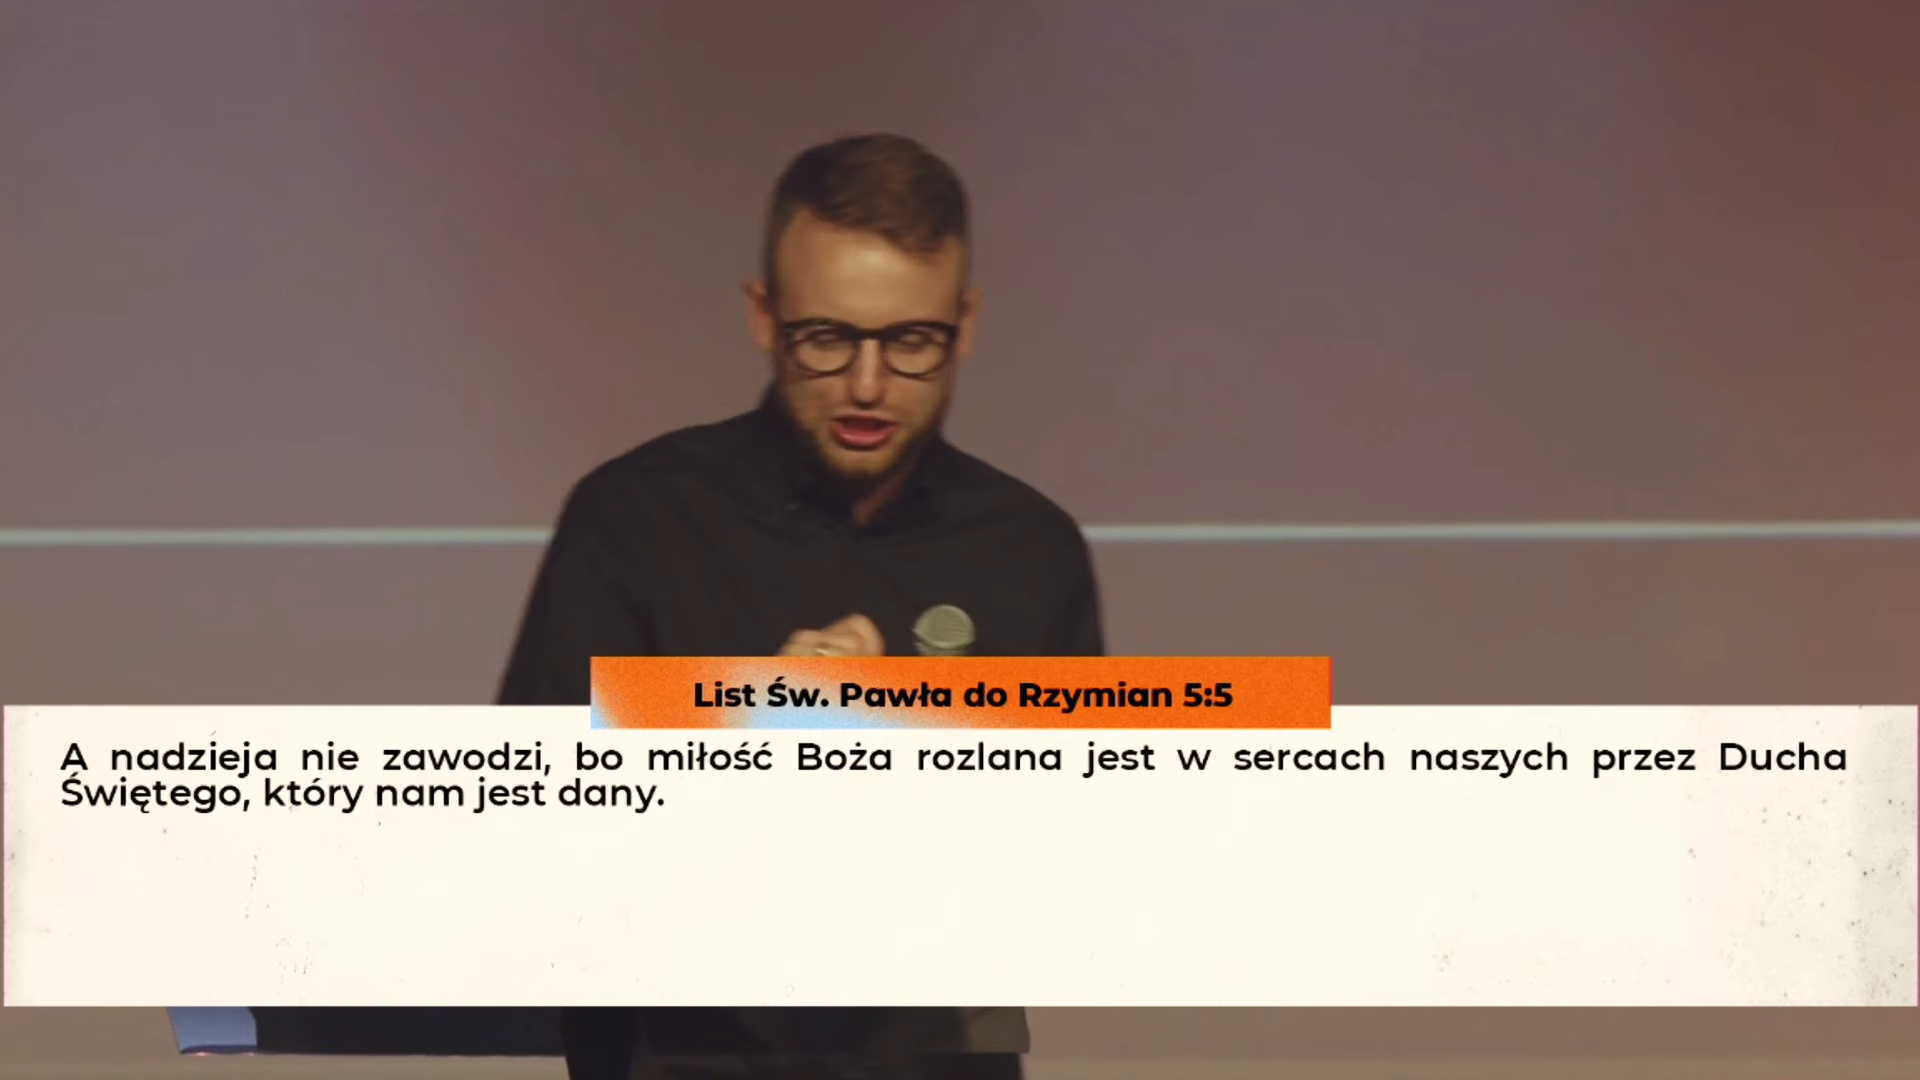 List Św. Pawła do Rzymian 5:5
A nadzieja nie zawodzi, bo miłość Boża rozlana jest w sercach naszych przez Ducha
Świętego, który nam jest dany.